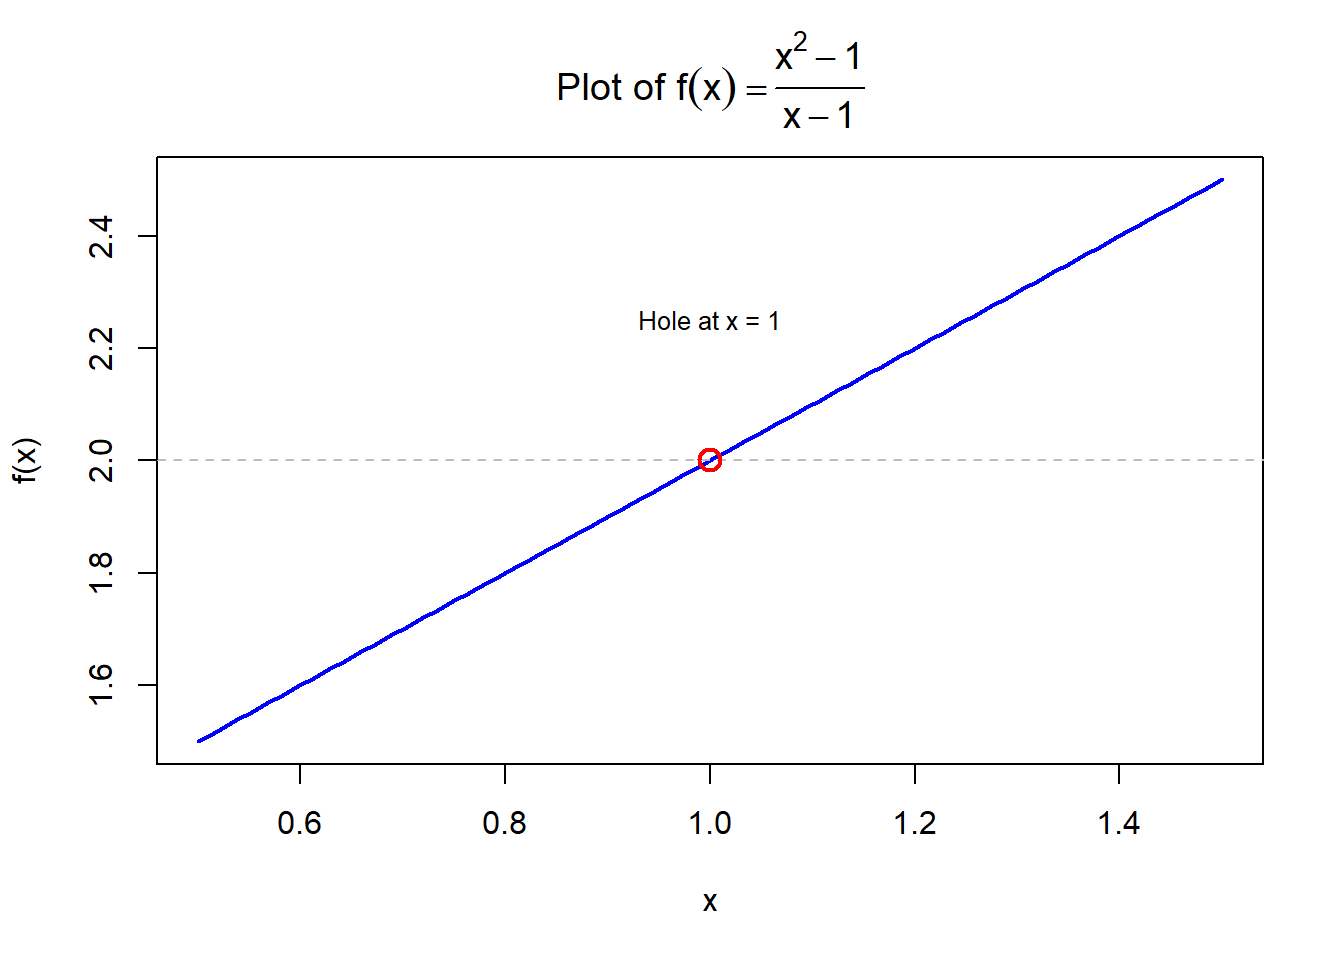 Plot of f(x) = x² − 1 / x − 1
2.4
2.2
2.0
1.8
1.6
f(x)
Hole at x = 1
0.6 0.8 1.0 1.2 1.4
x